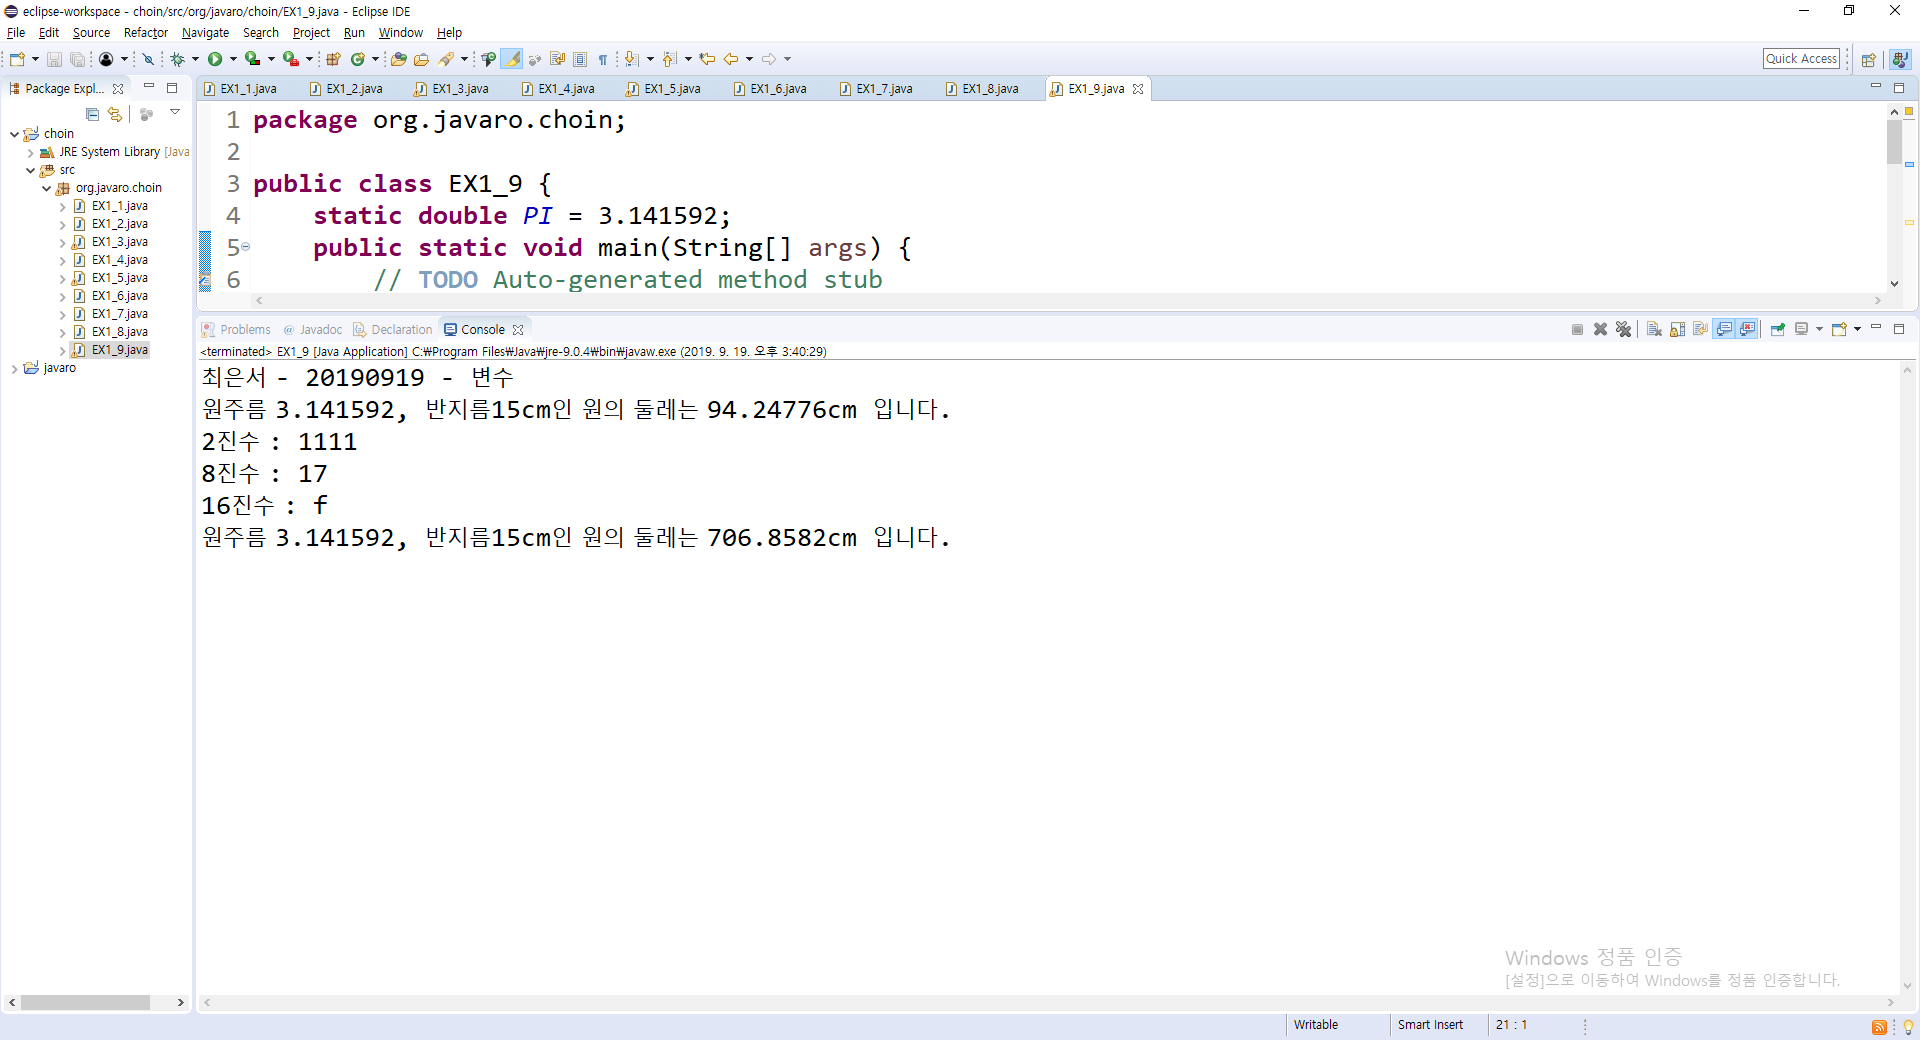 eclipse-workspace - choin/src/org/javaro/choin/EX1_9.java - Eclipse IDE
File Edit Source Refactor Navigate Search Project Run Window Help
Quick Access
Package Expl...
EX1_1.java EX1_2.java EX1_3.java EX1_4.java EX1_5.java EX1_6.java EX1_7.java EX1_8.java EX1_9.java
choin
JRE System Library [Java
src
org.javaro.choin
EX1_1.java
EX1_2.java
EX1_3.java
EX1_4.java
EX1_5.java
EX1_6.java
EX1_7.java
EX1_8.java
EX1_9.java
javaro
1 package org.javaro.choin;
2
3 public class EX1_9 {
4 static double PI = 3.141592;
5 public static void main(String[] args) {
6 // TODO Auto-generated method stub
Problems @ Javadoc Declaration Console
<terminated> EX1_9 [Java Application] C:₩Program Files₩Java₩jre-9.0.4₩bin₩javaw.exe (2019. 9. 19. 오후 3:40:29)
최은서 - 20190919 - 변수
원주름 3.141592, 반지름15cm인 원의 둘레는 94.24776cm 입니다.
2진수 : 1111
8진수 : 17
16진수 : f
원주름 3.141592, 반지름15cm인 원의 둘레는 706.8582cm 입니다.
Windows 정품 인증
[설정]으로 이동하여 Windows를 정품 인증합니다.
Writable Smart Insert 21 : 1